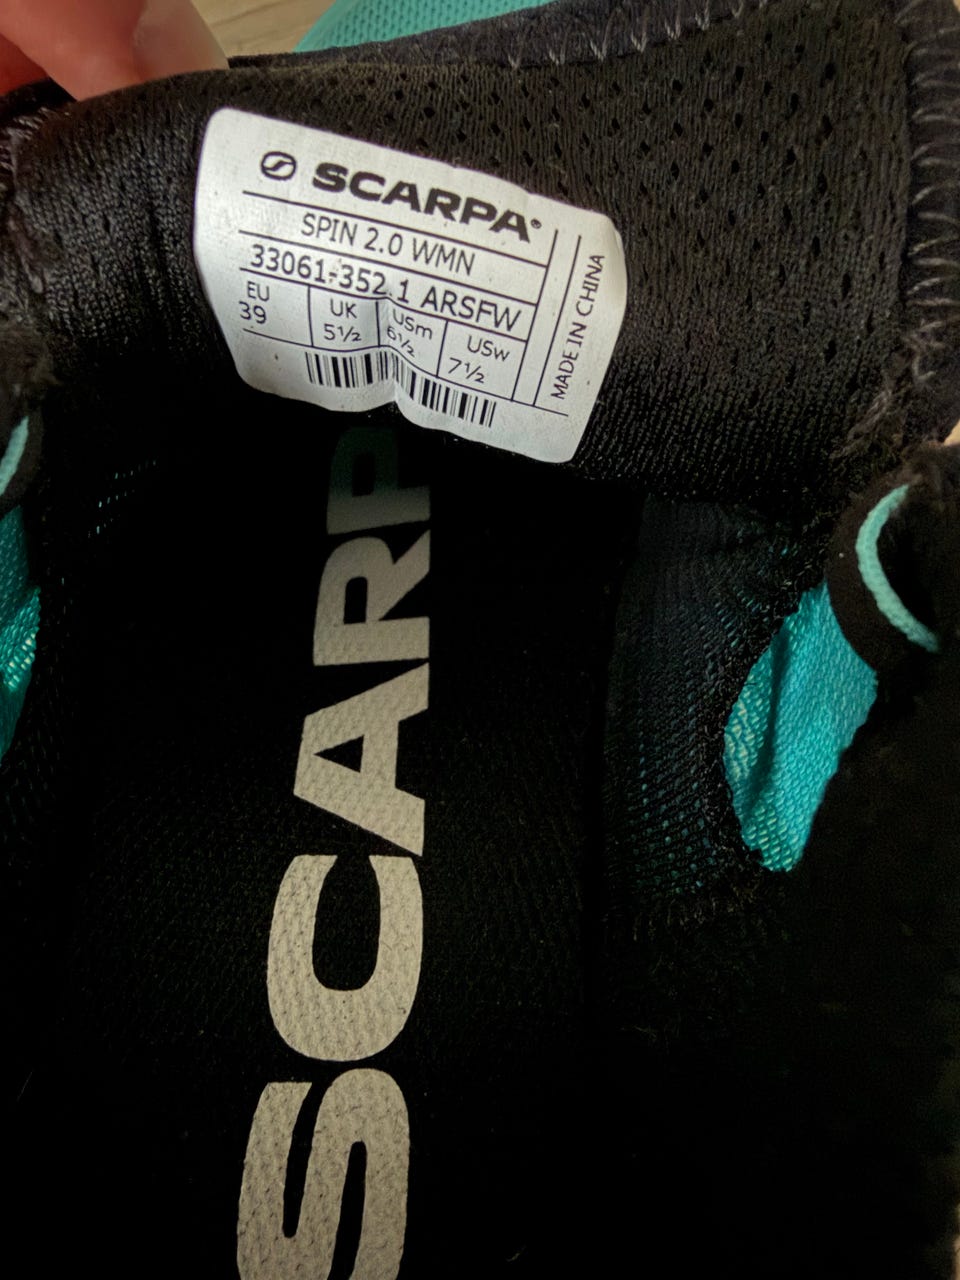 SCARPA®
SPIN 2.0 WMN
33061-352.1 ARSFW
EU UK USm USw
39 5½ 6½ 7½
MADE IN CHINA
SCARP